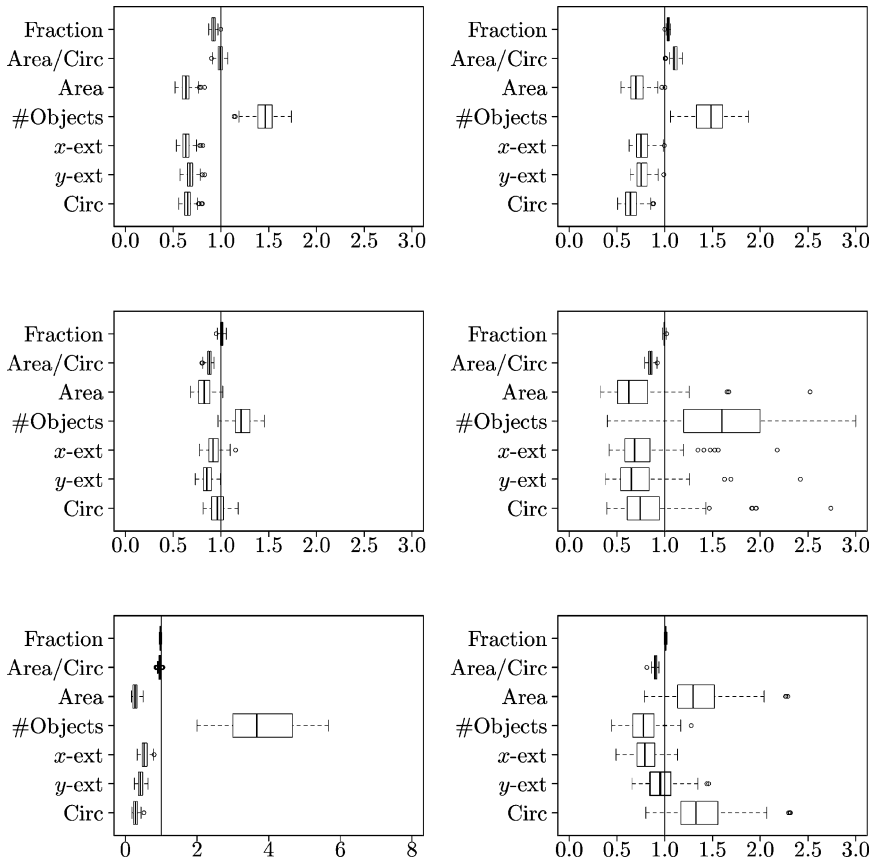 Fraction
Area/Circ
Area
#Objects
x-ext
y-ext
Circ
0.0 0.5 1.0 1.5 2.0 2.5 3.0
Fraction
Area/Circ
Area
#Objects
x-ext
y-ext
Circ
0.0 0.5 1.0 1.5 2.0 2.5 3.0
Fraction
Area/Circ
Area
#Objects
x-ext
y-ext
Circ
0.0 0.5 1.0 1.5 2.0 2.5 3.0
Fraction
Area/Circ
Area
#Objects
x-ext
y-ext
Circ
0.0 0.5 1.0 1.5 2.0 2.5 3.0
Fraction
Area/Circ
Area
#Objects
x-ext
y-ext
Circ
0 2 4 6 8
Fraction
Area/Circ
Area
#Objects
x-ext
y-ext
Circ
0.0 0.5 1.0 1.5 2.0 2.5 3.0